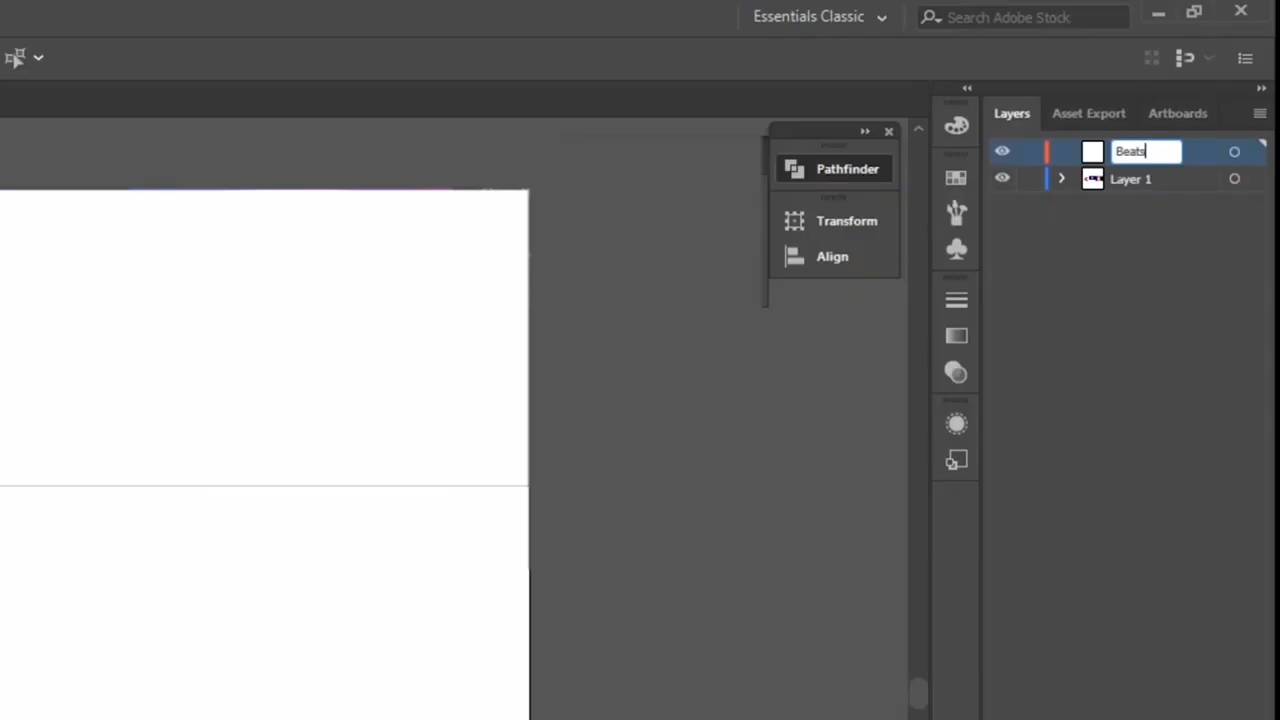 Essentials Classic
Search Adobe Stock
Layers
Asset Export
Artboards
Beats
Layer 1
Pathfinder
Transform
Align